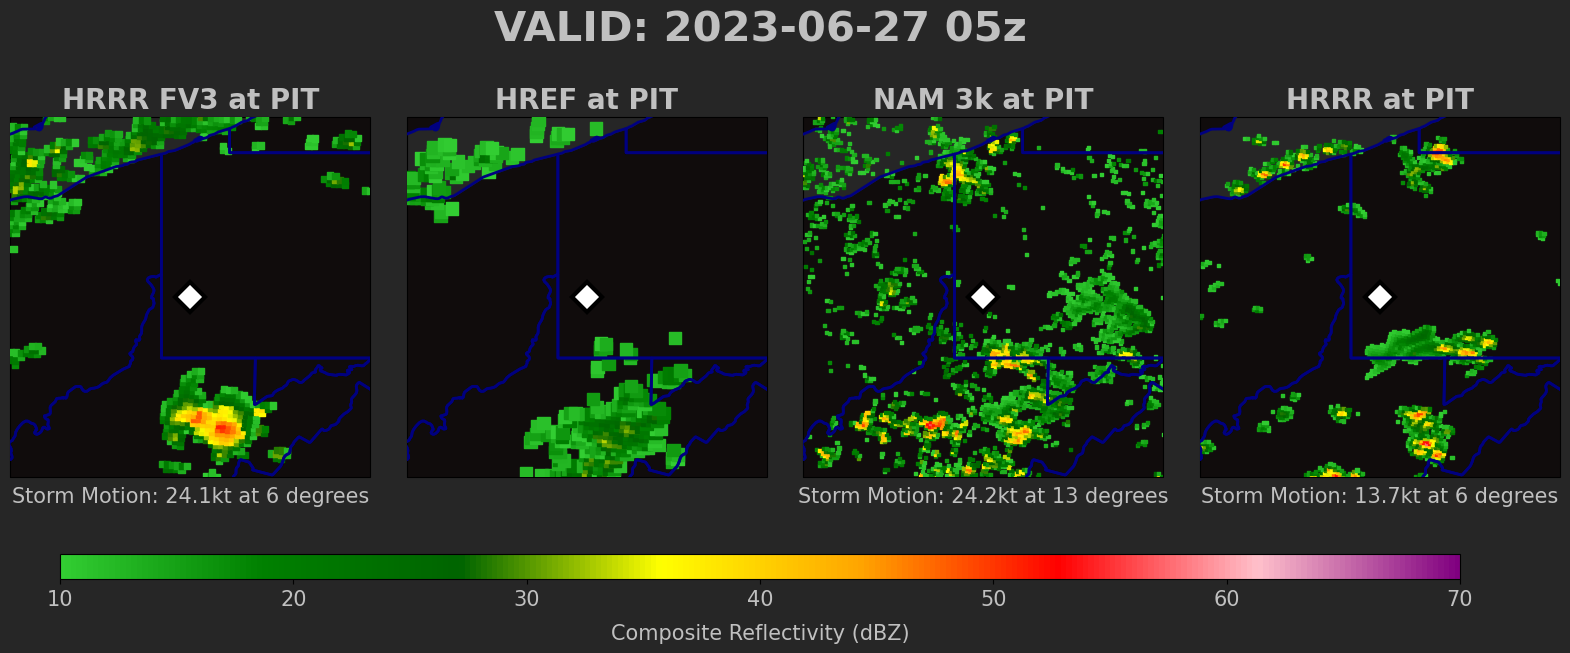 VALID: 2023-06-27 05z
HRRR FV3 at PIT
HREF at PIT
NAM 3k at PIT
HRRR at PIT
Storm Motion: 24.1kt at 6 degrees
Storm Motion: 24.2kt at 13 degrees
Storm Motion: 13.7kt at 6 degrees
10 20 30 40 50 60 70
Composite Reflectivity (dBZ)